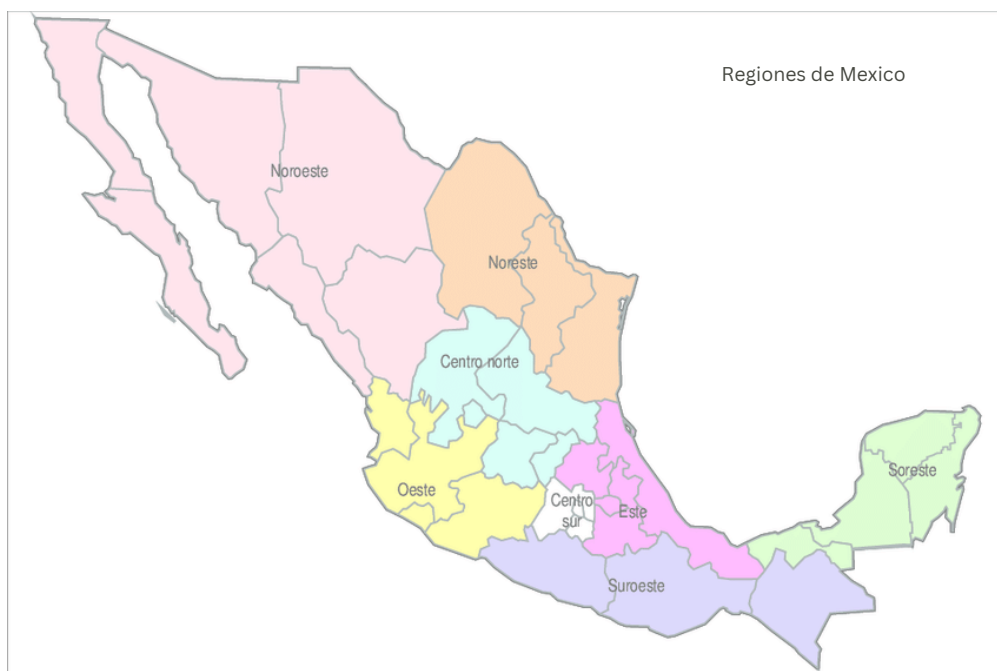 Regiones de Mexico
Noroeste
Noreste
Centro norte
Oeste
Centro
sur
Este
Soreste
Suroeste